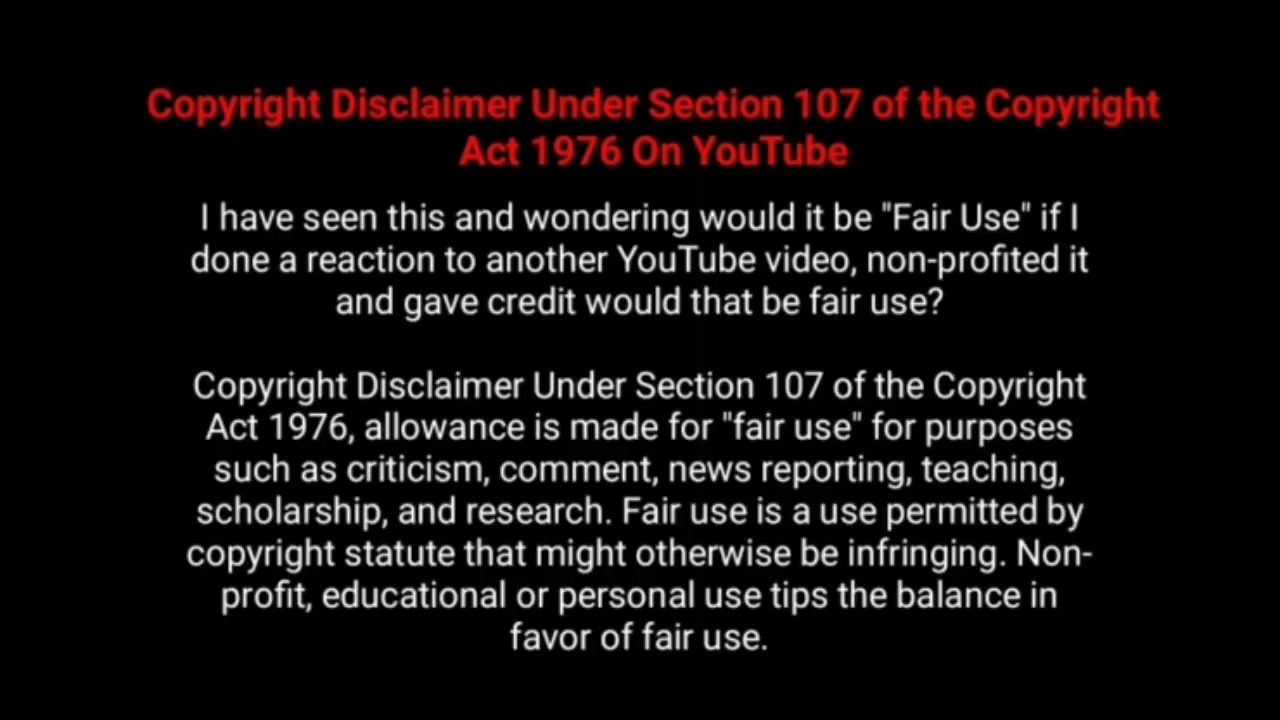 Copyright Disclaimer Under Section 107 of the Copyright
Act 1976 On YouTube
I have seen this and wondering would it be "Fair Use" if I
done a reaction to another YouTube video, non-profited it
and gave credit would that be fair use?
Copyright Disclaimer Under Section 107 of the Copyright
Act 1976, allowance is made for "fair use" for purposes
such as criticism, comment, news reporting, teaching,
scholarship, and research. Fair use is a use permitted by
copyright statute that might otherwise be infringing. Non-
profit, educational or personal use tips the balance in
favor of fair use.